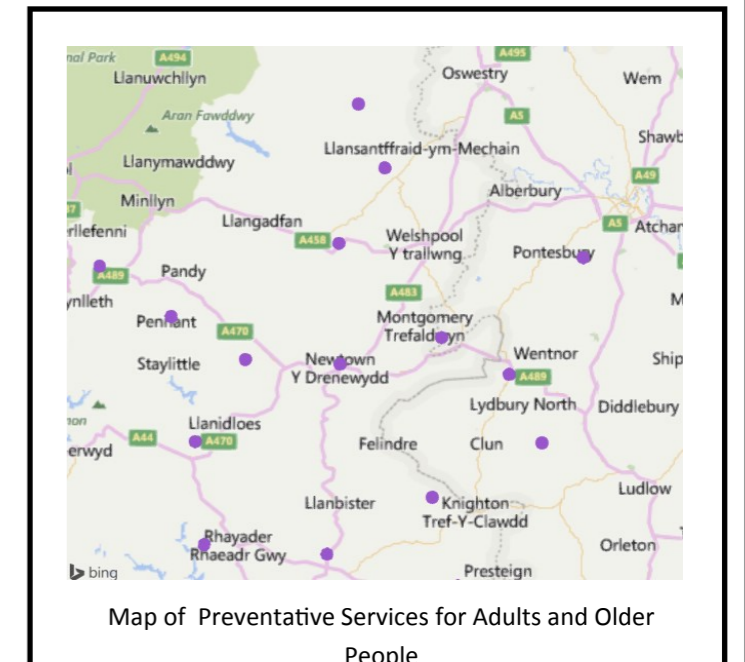 nal Park
A494
Llanuwchllyn
A495
Oswestry
Wem
Aran Fawddwy
A5
Shawb
Llansantffraid-ym-Mechain
Llanymawddwy
A49
Alberbury
Minllyn
Llangadfan
A5
Atchar
erllefenni
A458
Welshpool
Y trallwng
Pontesbury
A489
Pandy
ynlleth
A483
M
Pennant
Montgomery
Trefaldwyn
A470
Staylittle
Newtown
Y Drenewydd
Wentnor
Ship
A489
Lydbury North
Diddlebury
non
Llanidloes
A44
A470
erwyd
Felindre
Clun
Llanbister
Knighton
Tref-Y-Clawdd
Ludlow
Rhayader
Rhaeadr Gwy
Orleton
Presteign
bing
Map of Preventative Services for Adults and Older
People